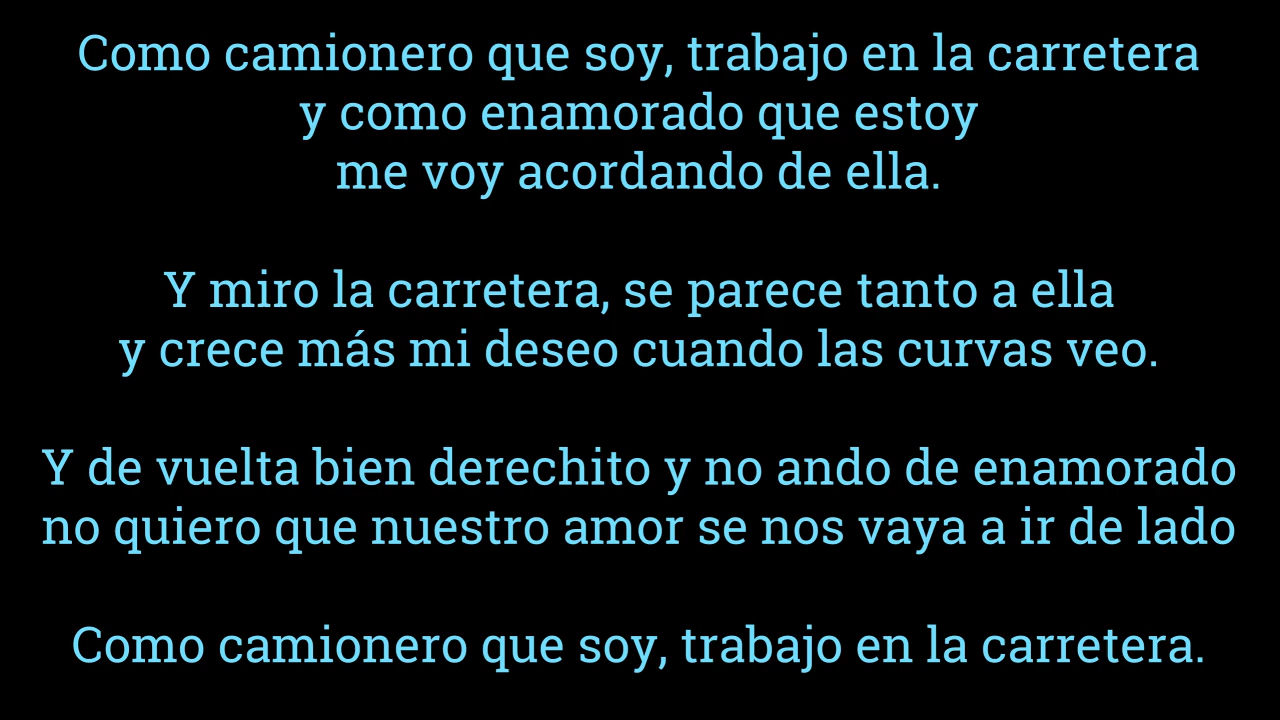 Como camionero que soy, trabajo en la carretera
y como enamorado que estoy
me voy acordando de ella.
Y miro la carretera, se parece tanto a ella
y crece más mi deseo cuando las curvas veo.
Y de vuelta bien derechito y no ando de enamorado
no quiero que nuestro amor se nos vaya a ir de lado
Como camionero que soy, trabajo en la carretera.